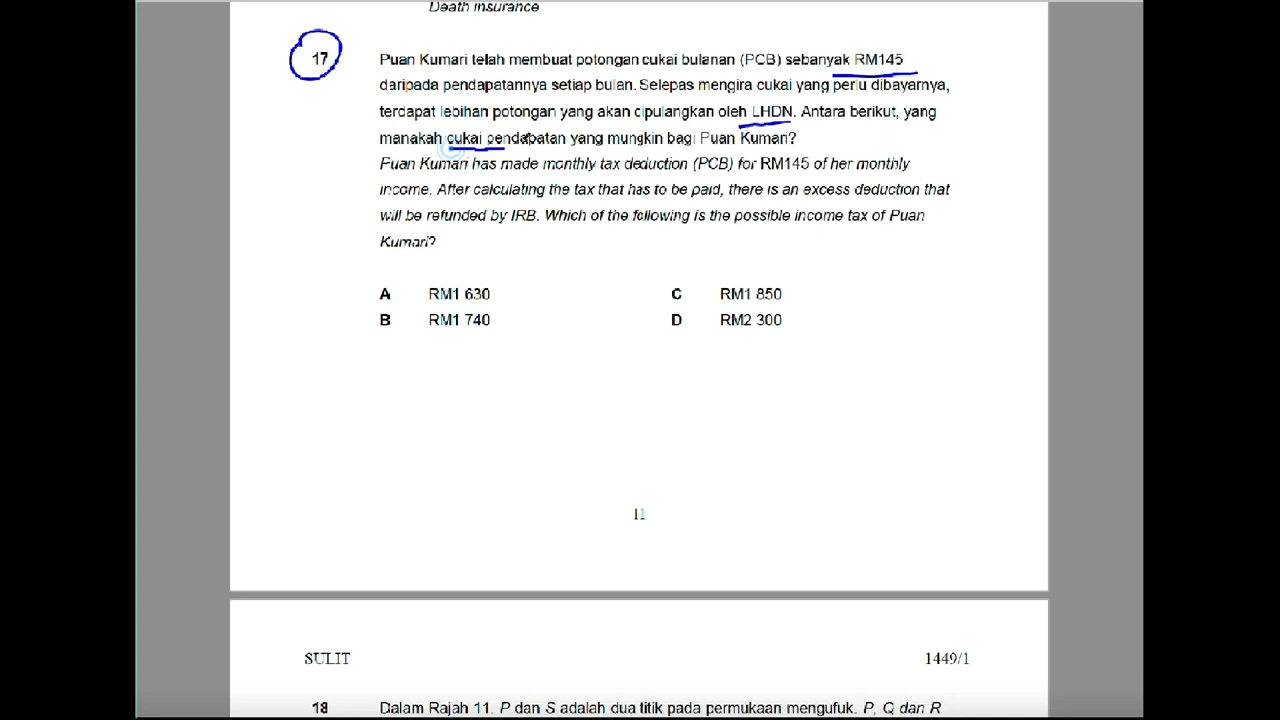 Death insurance
17 Puan Kumari telah membuat potongan cukai bulanan (PCB) sebanyak RM145
daripada pendapatannya setiap bulan. Selepas mengira cukai yang perlu dibayarnya,
terdapat lebihan potongan yang akan dipulangkan oleh LHDN. Antara berikut, yang
manakah cukai pendapatan yang mungkin bagi Puan Kumari?
Puan Kumari has made monthly tax deduction (PCB) for RM145 of her monthly
income. After calculating the tax that has to be paid, there is an excess deduction that
will be refunded by IRB. Which of the following is the possible income tax of Puan
Kumari?
A RM1 630 C RM1 850
B RM1 740 D RM2 300
11
SULIT 1449/1
18 Dalam Rajah 11, P dan S adalah dua titik pada permukaan mengufuk. P, Q dan R